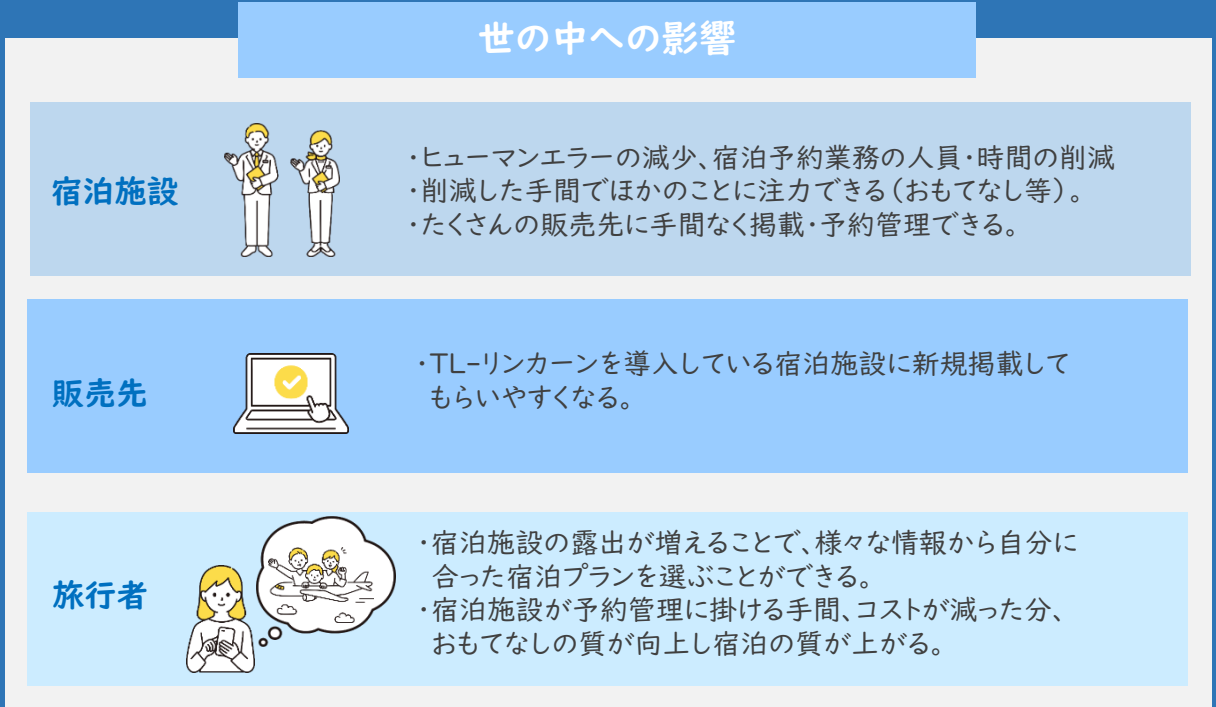 世の中への影響
宿泊施設
・ヒューマンエラーの減少、宿泊予約業務の人員・時間の削減
・削減した手間でほかのことに注力できる(おもてなし等)。
・たくさんの販売先に手間なく掲載・予約管理できる。
販売先
・TL-リンカーンを導入している宿泊施設に新規掲載して
もらいやすくなる。
旅行者
・宿泊施設の露出が増えることで、様々な情報から自分に
合った宿泊プランを選ぶことができる。
・宿泊施設が予約管理に掛ける手間、コストが減った分、
おもてなしの質が向上し宿泊の質が上がる。